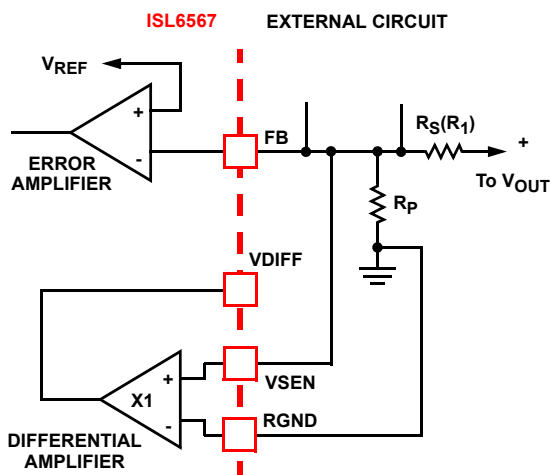 ISL6567 EXTERNAL CIRCUIT
VREF
+
-
FB
RS(R1)
+
To VOUT
ERROR
AMPLIFIER
RP
VDIFF
+
X1
-
VSEN
RGND
DIFFERENTIAL
AMPLIFIER